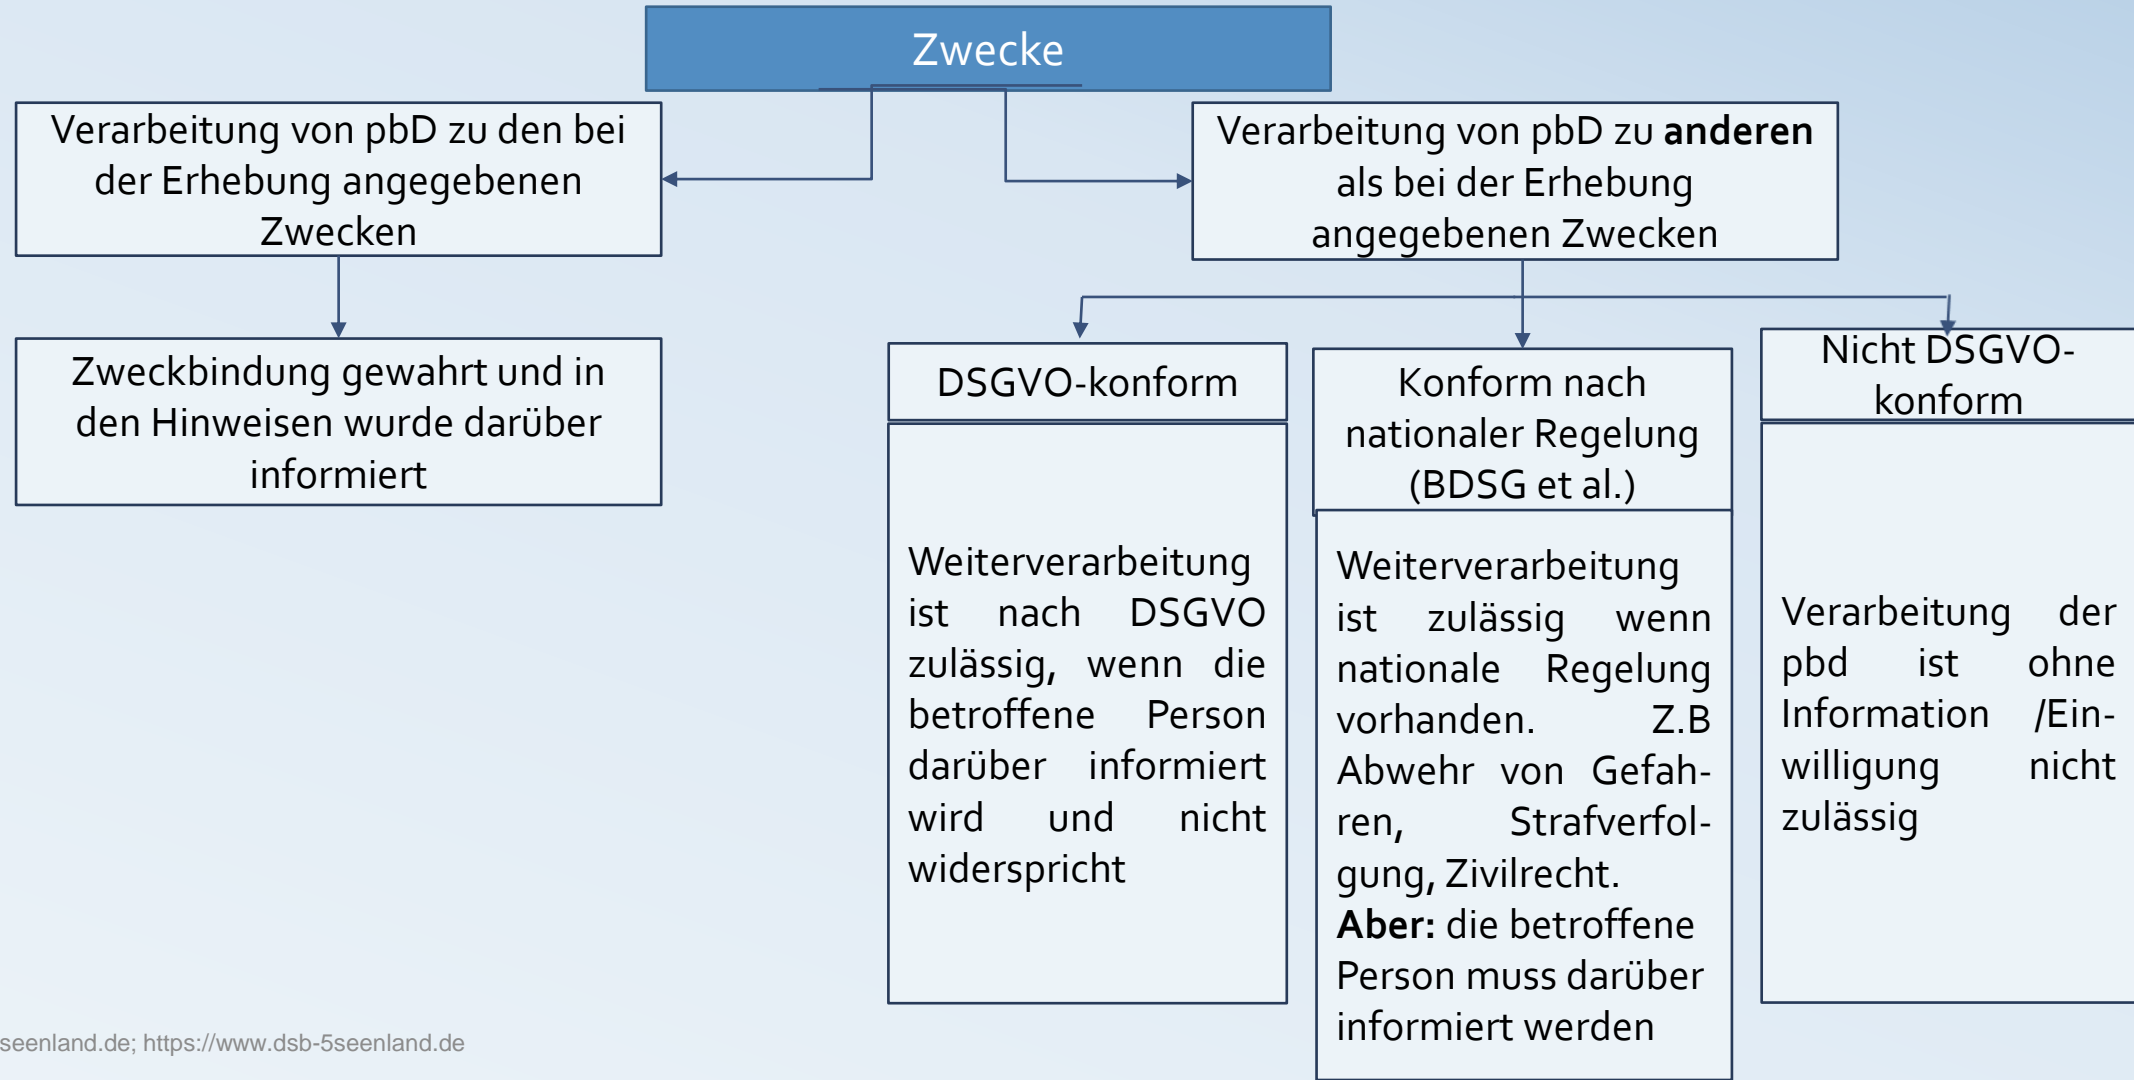 Zwecke
Verarbeitung von pbD zu den bei
der Erhebung angegebenen
Zwecken
Verarbeitung von pbD zu anderen
als bei der Erhebung
angegebenen Zwecken
Zweckbindung gewahrt und in
den Hinweisen wurde darüber
informiert
DSGVO-konform
Weiterverarbeitung
ist nach DSGVO
zulässig, wenn die
betroffene Person
darüber informiert
wird und nicht
widerspricht
Konform nach
nationaler Regelung
(BDSG et al.)
Weiterverarbeitung
ist zulässig wenn
nationale Regelung
vorhanden. Z.B
Abwehr von Gefah-
ren, Strafverfol-
gung, Zivilrecht.
Aber: die betroffene
Person muss darüber
informiert werden
Nicht DSGVO-
konform
Verarbeitung der
pbd ist ohne
Information /Ein-
willigung nicht
zulässig
seenland.de; https://www.dsb-5seenland.de